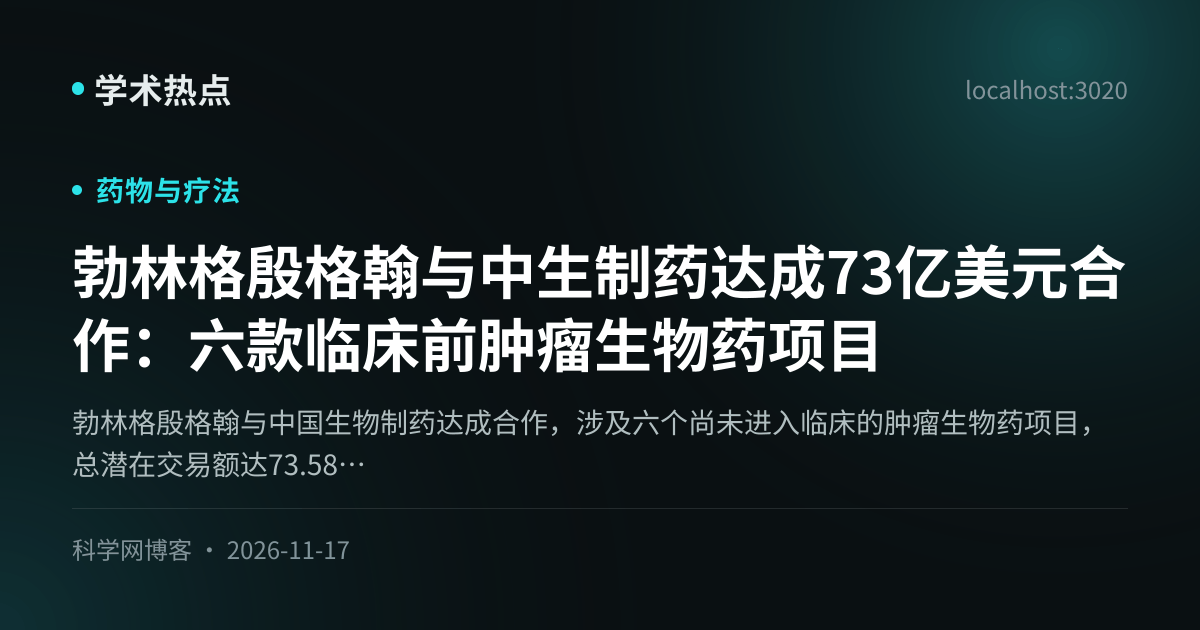 学术热点
localhost:3020
药物与疗法
勃林格殷格翰与中生制药达成73亿美元合
作：六款临床前肿瘤生物药项目
勃林格殷格翰与中国生物制药达成合作，涉及六个尚未进入临床的肿瘤生物药项目，
总潜在交易额达73.58…
科学网博客 · 2026-11-17